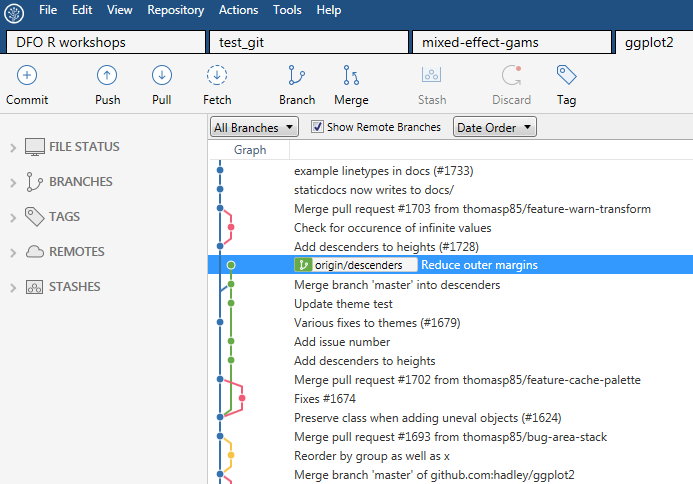 File Edit View Repository Actions Tools Help
DFO R workshops test_git mixed-effect-gams ggplot2
Commit Push Pull Fetch Branch Merge Stash Discard Tag
All Branches Show Remote Branches Date Order
FILE STATUS
BRANCHES
TAGS
REMOTES
STASHES
Graph
example linetypes in docs (#1733)
staticdocs now writes to docs/
Merge pull request #1703 from thomasp85/feature-warn-transform
Check for occurence of infinite values
Add descenders to heights (#1728)
origin/descenders Reduce outer margins
Merge branch 'master' into descenders
Update theme test
Various fixes to themes (#1679)
Add issue number
Add descenders to heights
Merge pull request #1702 from thomasp85/feature-cache-palette
Fixes #1674
Preserve class when adding uneval objects (#1624)
Merge pull request #1693 from thomasp85/bug-area-stack
Reorder by group as well as x
Merge branch 'master' of github.com:hadley/ggplot2